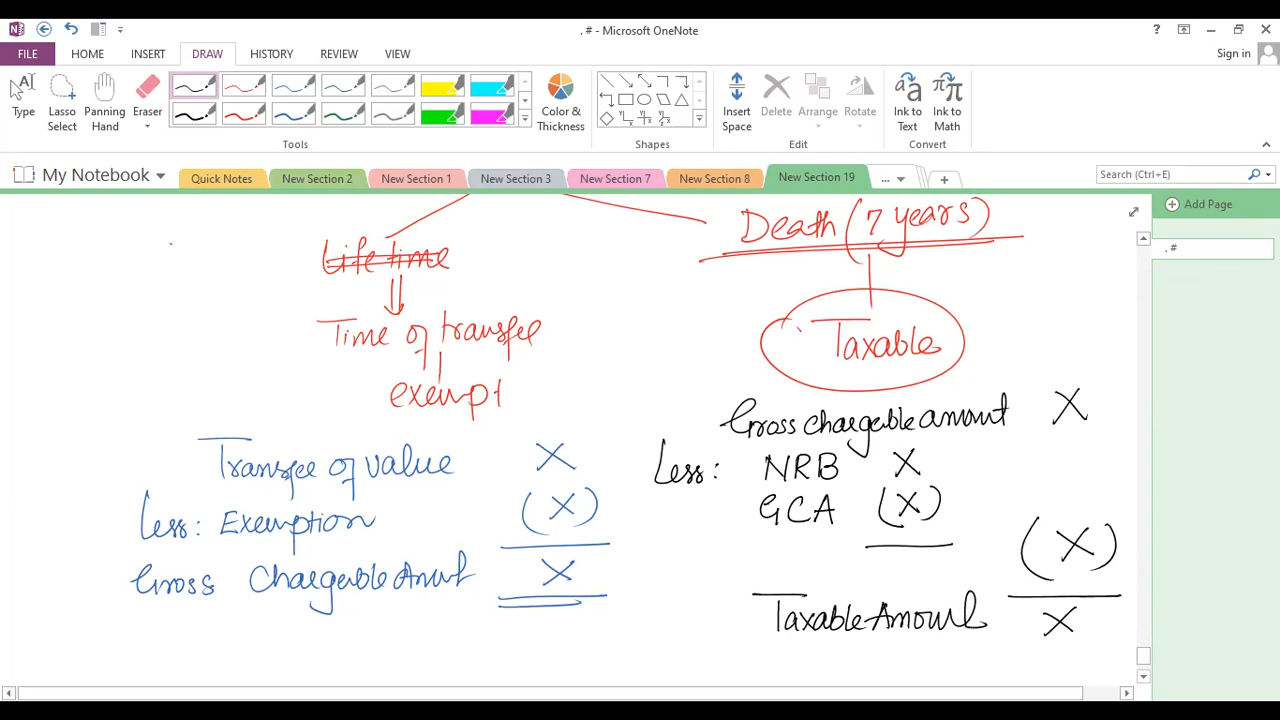 . # - Microsoft OneNote
?
FILE HOME INSERT DRAW HISTORY REVIEW VIEW
Sign in
Type
Lasso Select
Panning Hand
Eraser
Color & Thickness
Insert Space
Delete
Arrange
Rotate
Ink to Text
Ink to Math
Tools
Shapes
Edit
Convert
My Notebook
Quick Notes
New Section 2
New Section 1
New Section 3
New Section 7
New Section 8
New Section 19
...
+
Search (Ctrl+E)
Add Page
. #
Death (7 years)
Life time
Time of transfer
exempt
Taxable
Gross chargeable amount X
Less: NRB X
GCA (X)
(X)
Taxable Amount X
Transfer of value X
Less: Exemption (X)
Gross Chargeable Amut X